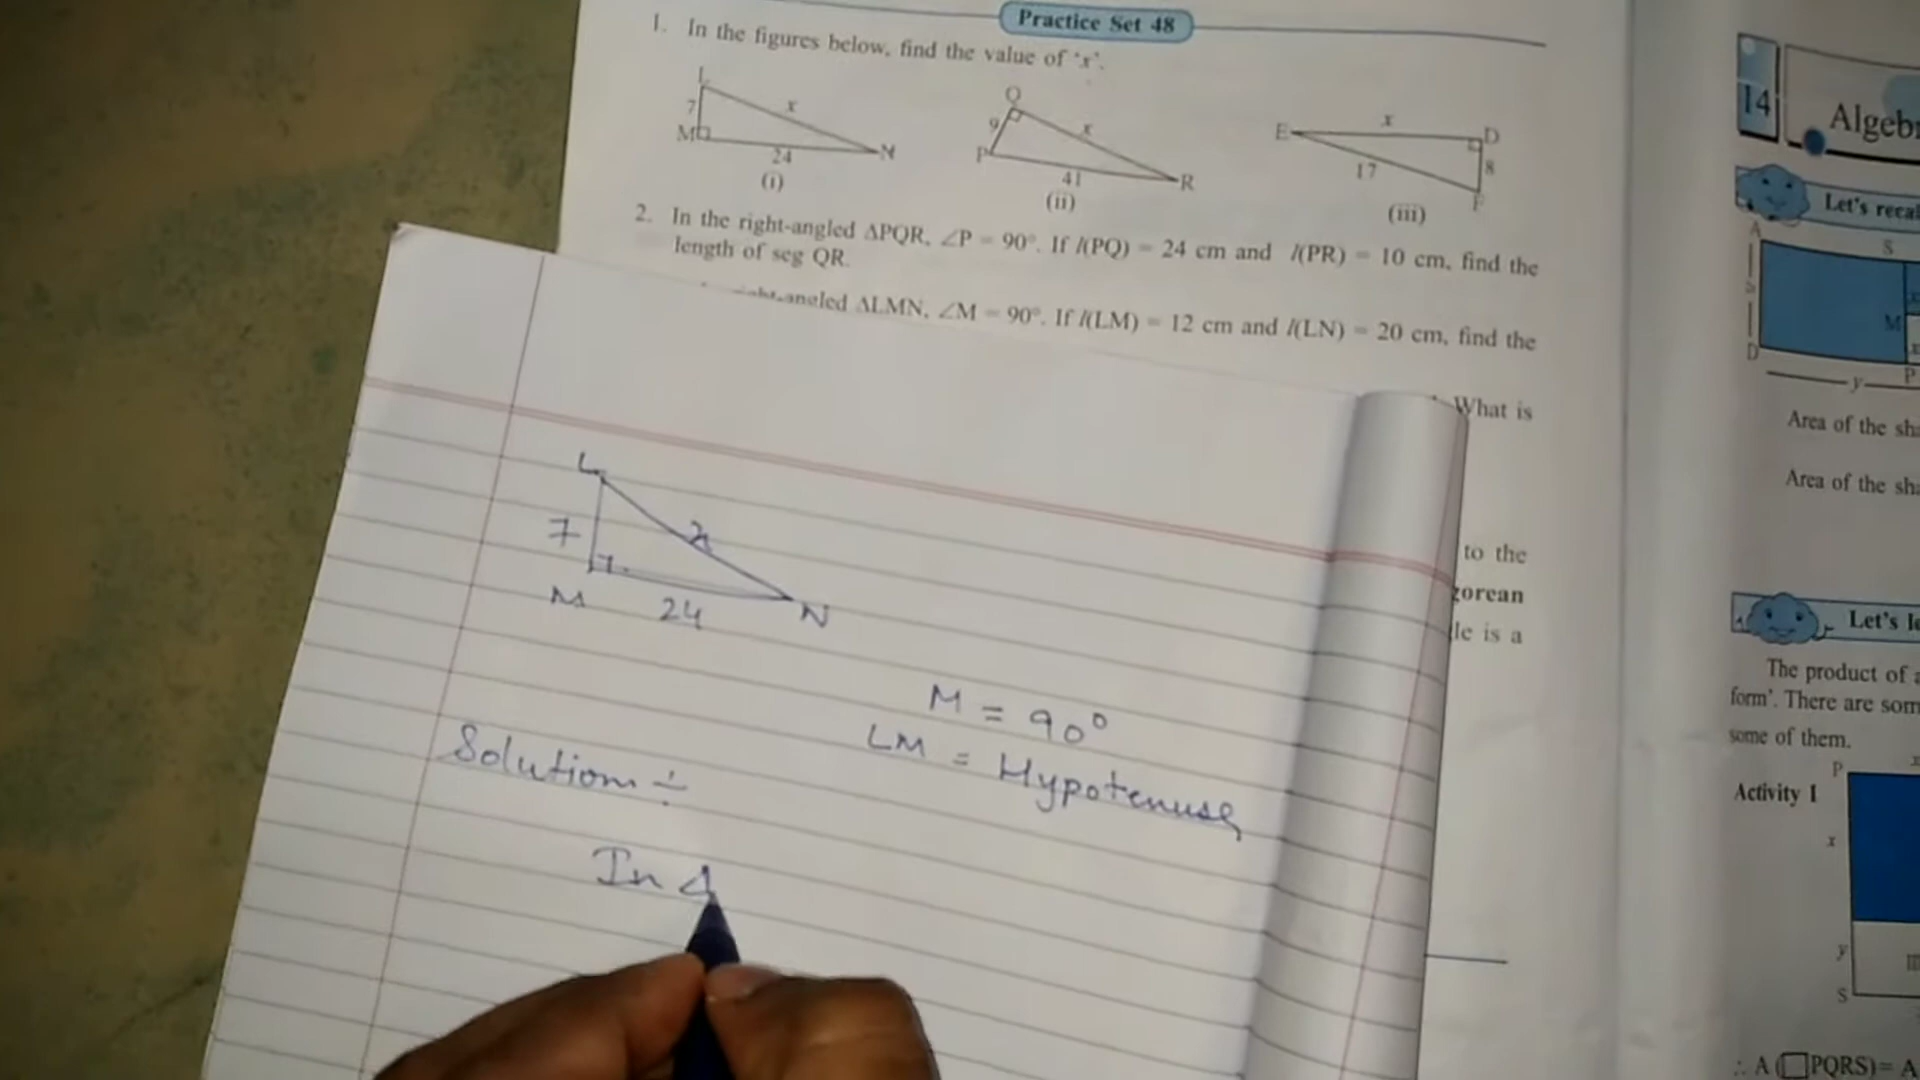 Practice Set 48
1. In the figures below, find the value of 'x'.
L
7
x
M
24
N
(i)
Q
9
x
P
41
R
(ii)
E
x
D
17
8
F
(iii)
2. In the right-angled ΔPQR, ∠P = 90°. If l(PQ) = 24 cm and l(PR) = 10 cm, find the
length of seg QR.
right-angled ΔLMN, ∠M = 90°. If l(LM) = 12 cm and l(LN) = 20 cm, find the
What is
to the
gorean
le is a
L
7
x
M
24
N
M = 90°
LM = Hypotenuse
Solution ÷
In Δ
14
Algeb
Let's recal
A
S
M
D
y
P
Area of the sh
Area of the sh
Let's le
The product of a
form'. There are som
some of them.
Activity I
P
x
y
S
∴ A (□PQRS) = A